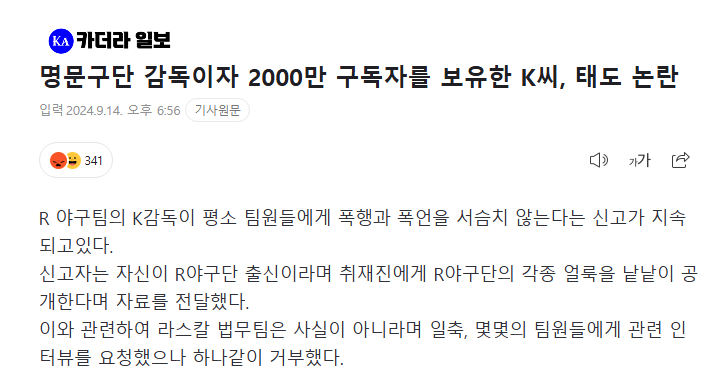 KA 카더라 일보
명문구단 감독이자 2000만 구독자를 보유한 K씨, 태도 논란
입력 2024.9.14. 오후 6:56 기사원문
341 가가
R 야구팀의 K감독이 평소 팀원들에게 폭행과 폭언을 서슴치 않는다는 신고가 지속
되고있다.
신고자는 자신이 R야구단 출신이라며 취재진에게 R야구단의 각종 얼룩을 낱낱이 공
개한다며 자료를 전달했다.
이와 관련하여 라스칼 법무팀은 사실이 아니라며 일축, 몇몇의 팀원들에게 관련 인
터뷰를 요청했으나 하나같이 거부했다.